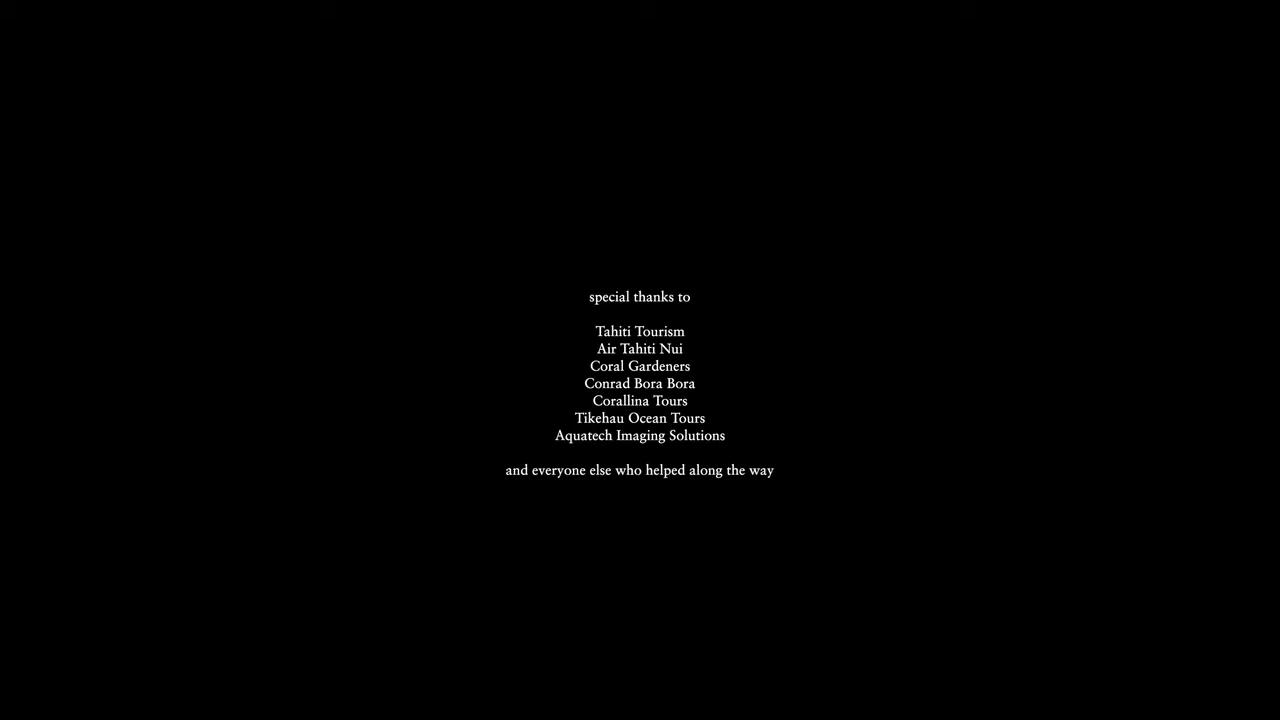 special thanks to
Tahiti Tourism
Air Tahiti Nui
Coral Gardeners
Conrad Bora Bora
Corallina Tours
Tikehau Ocean Tours
Aquatech Imaging Solutions
and everyone else who helped along the way